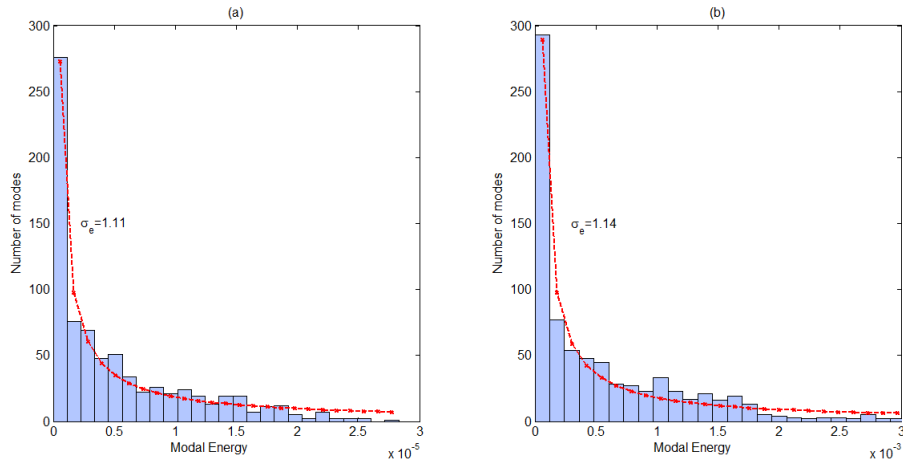 (a)
300
250
200
150
100
50
0
Number of modes
σe=1.11
0 0.5 1 1.5 2 2.5 3
Modal Energy
x 10^-5
(b)
300
250
200
150
100
50
0
Number of modes
σe=1.14
0 0.5 1 1.5 2 2.5 3
Modal Energy
x 10^-3